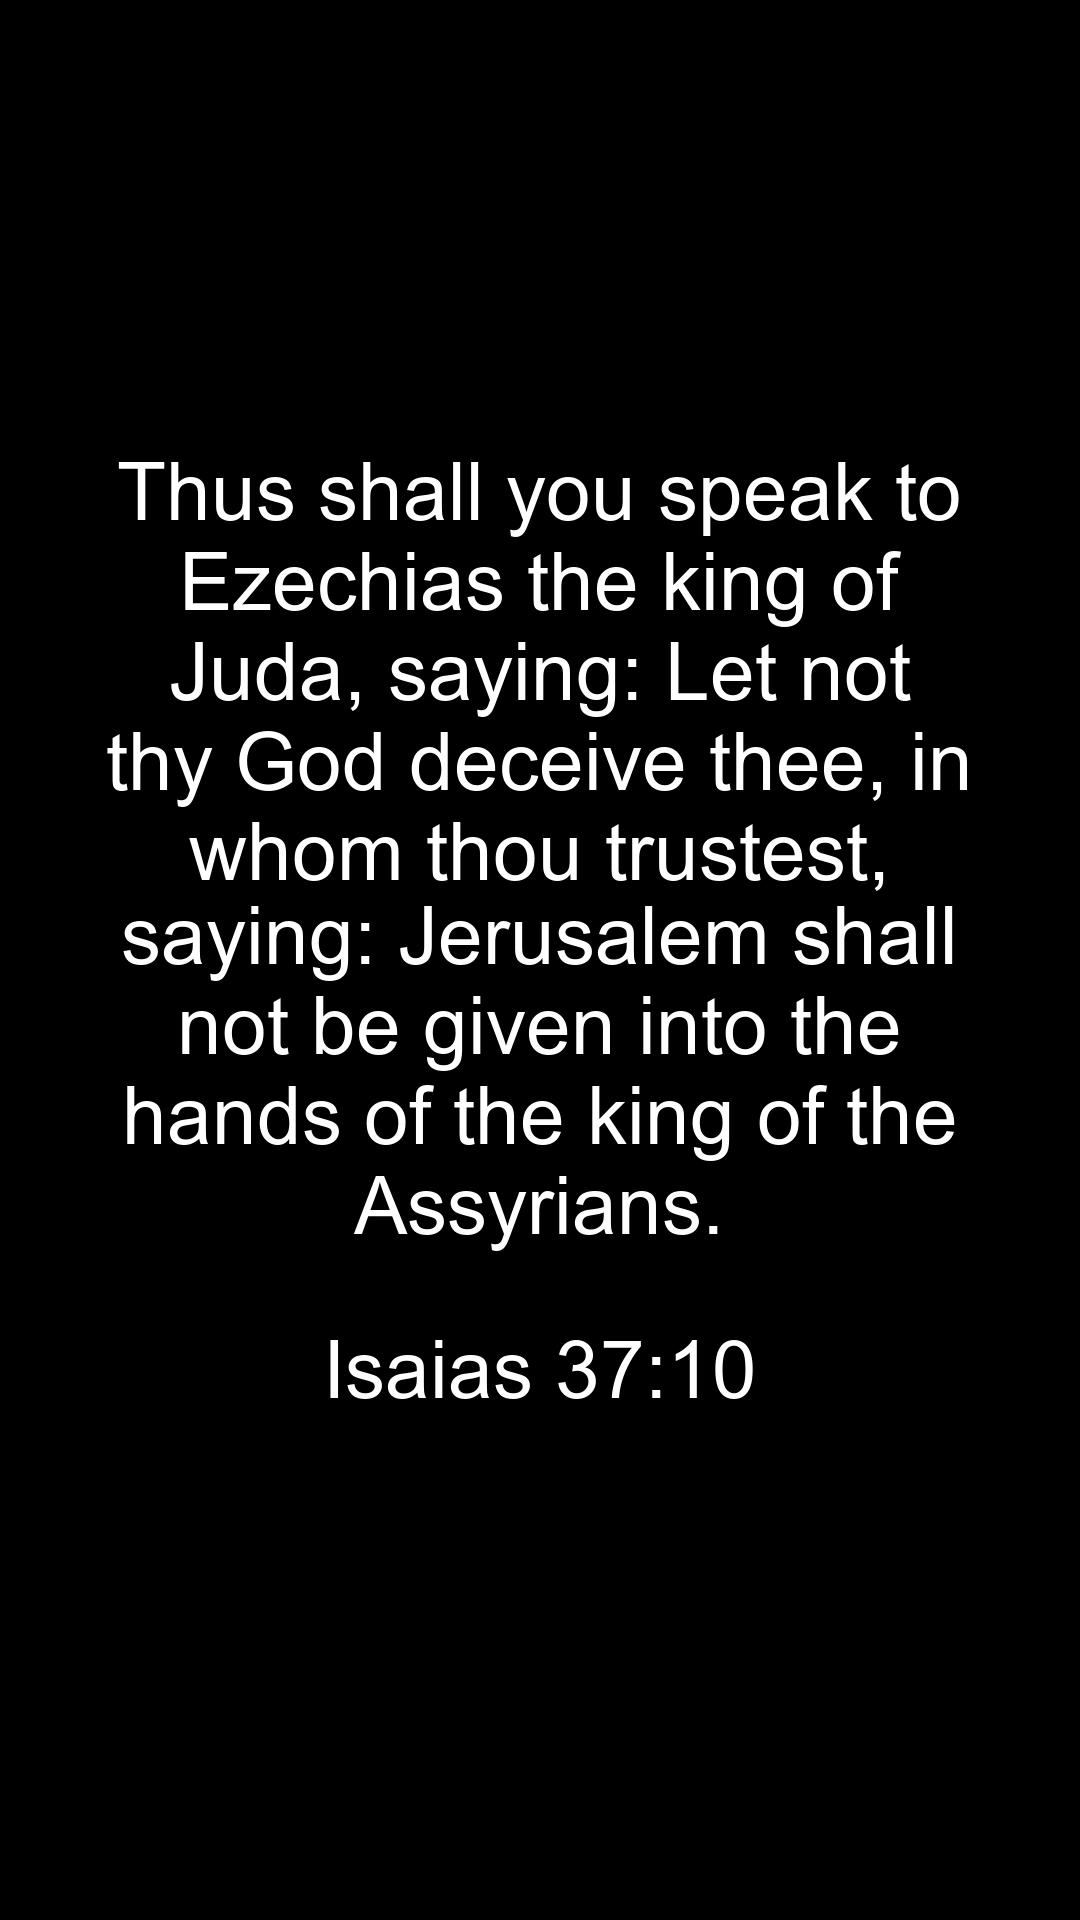 Thus shall you speak to
Ezechias the king of
Juda, saying: Let not
thy God deceive thee, in
whom thou trustest,
saying: Jerusalem shall
not be given into the
hands of the king of the
Assyrians.
Isaias 37:10